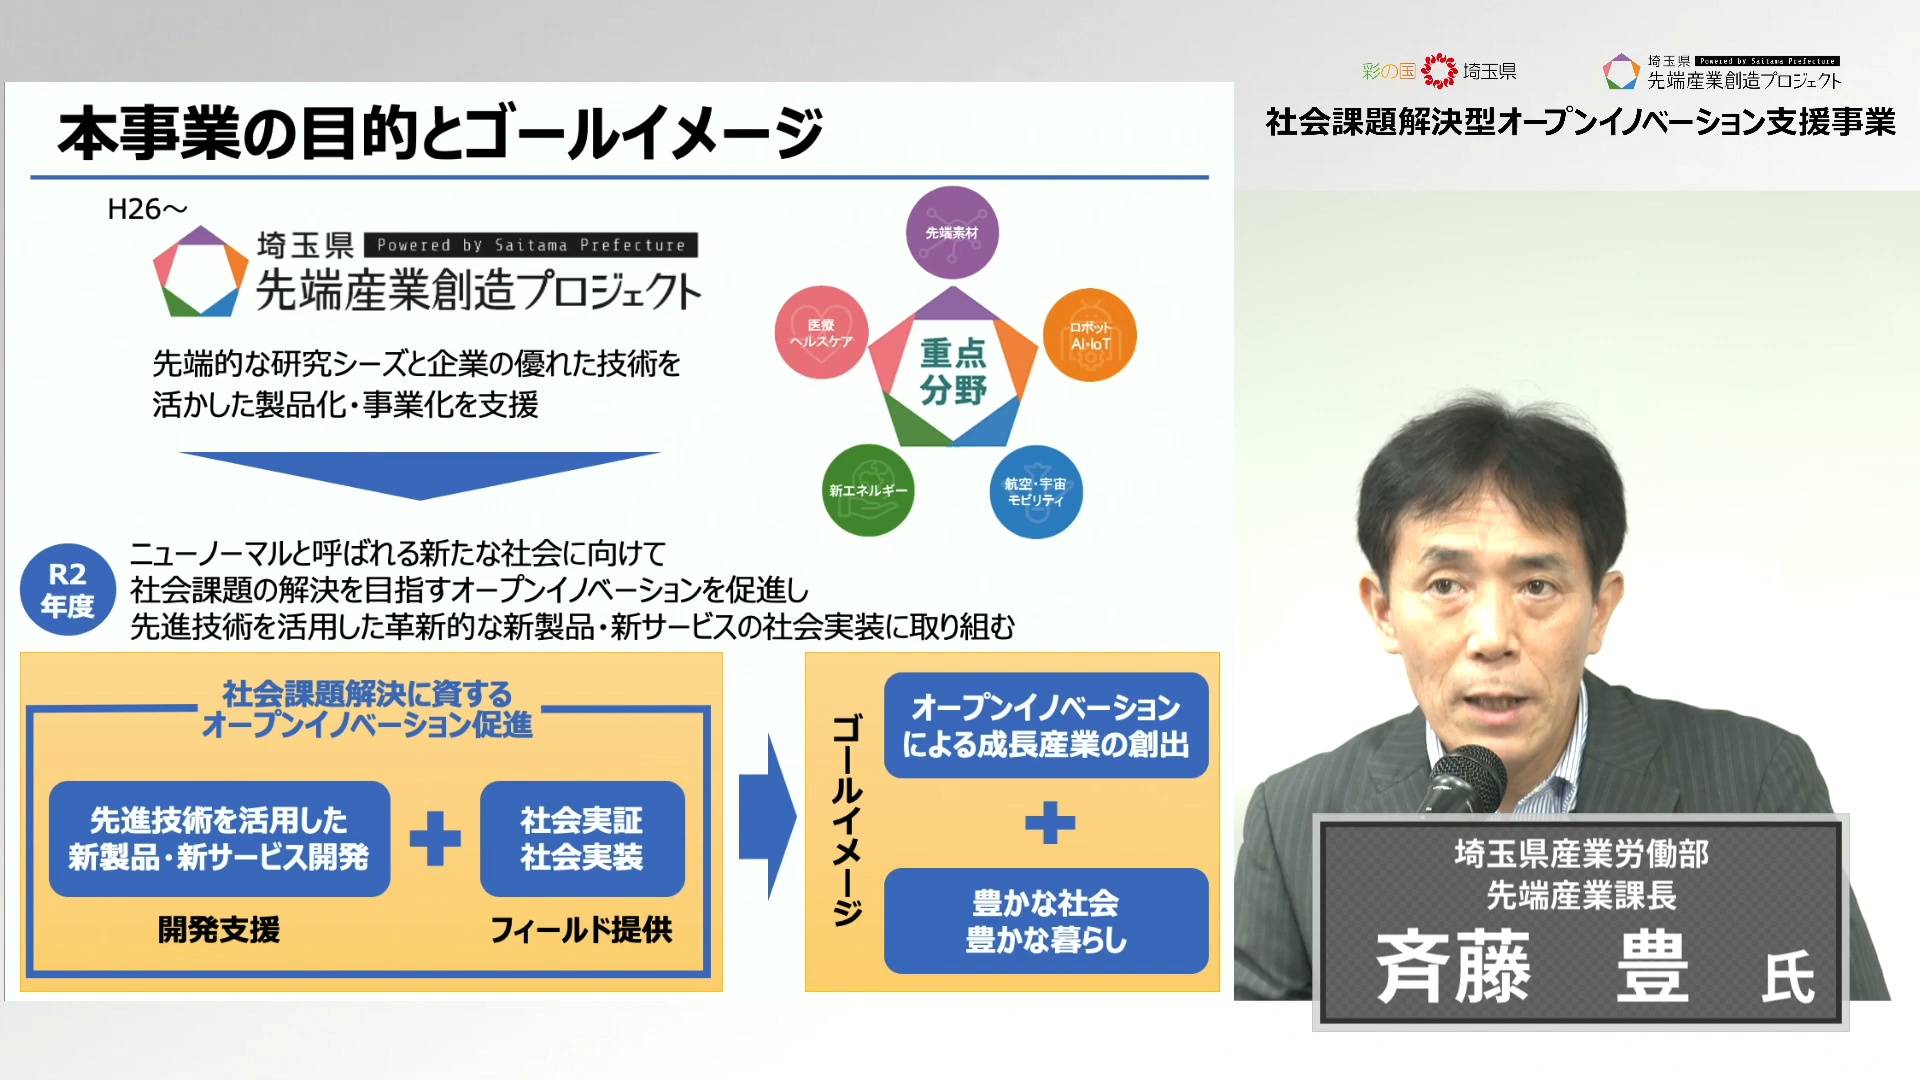 本事業の目的とゴールイメージ
H26～
埼玉県 Powered by Saitama Prefecture
先端産業創造プロジェクト
先端的な研究シーズと企業の優れた技術を
活かした製品化・事業化を支援
先端素材
医療
ヘルスケア
ロボット
AI・IoT
重点
分野
新エネルギー
航空・宇宙
モビリティ
R2
年度
ニューノーマルと呼ばれる新たな社会に向けて
社会課題の解決を目指すオープンイノベーションを促進し
先進技術を活用した革新的な新製品・新サービスの社会実装に取り組む
社会課題解決に資する
オープンイノベーション促進
先進技術を活用した
新製品・新サービス開発
開発支援
社会実証
社会実装
フィールド提供
ゴールイメージ
オープンイノベーション
による成長産業の創出
豊かな社会
豊かな暮らし
彩の国 埼玉県
埼玉県 Powered by Saitama Prefecture
先端産業創造プロジェクト
社会課題解決型オープンイノベーション支援事業
埼玉県産業労働部
先端産業課長
斉藤 豊 氏